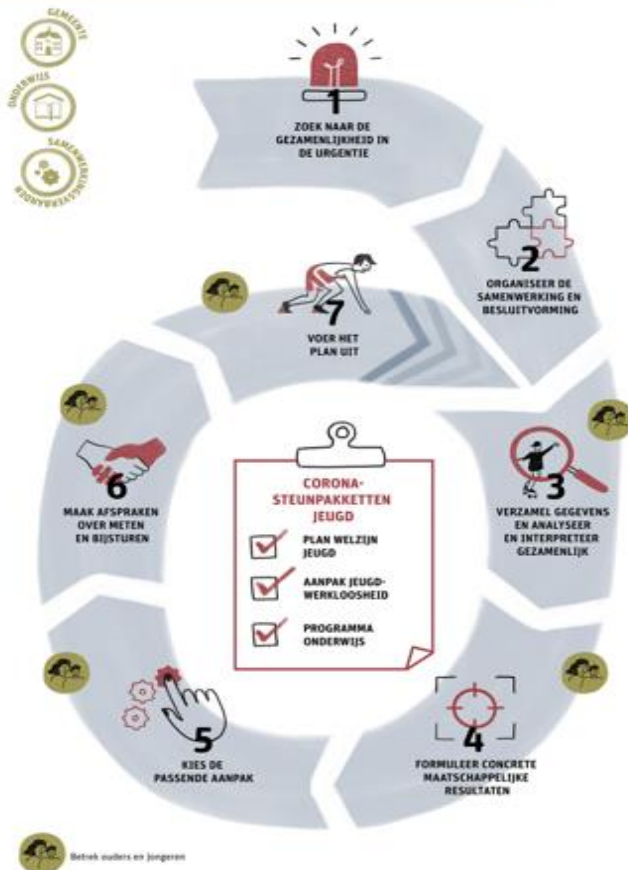 GEMEENTE
ONDERWIJS
SAMENWERKINGSVERBANDEN
1
ZOEK NAAR DE
GEZAMENLIJKHEID IN
DE URGENTIE
2
ORGANISEER DE
SAMENWERKING EN
BESLUITVORMING
3
VERZAMEL GEGEVENS
EN ANALYSEER
EN INTERPRETEER
GEZAMENLIJK
4
FORMULEER CONCRETE
MAATSCHAPPELIJKE
RESULTATEN
5
KIES DE
PASSENDE AANPAK
6
MAAK AFSPRAKEN
OVER METEN
EN BIJSTUREN
7
VOER HET
PLAN UIT
CORONA-
STEUNPAKKETTEN
JEUGD
PLAN WELZIJN
JEUGD
AANPAK JEUGD-
WERKLOOSHEID
PROGRAMMA
ONDERWIJS
Betrek ouders en jongeren